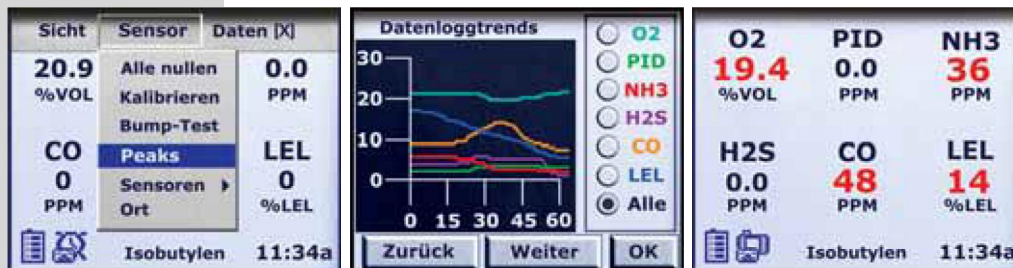 Sicht Sensor Daten [X]
20.9 Alle nullen 0.0
%VOL Kalibrieren PPM
Bump-Test
CO Peaks LEL
0 Sensoren 0
PPM Ort %LEL
Isobutylen 11:34a
Datenloggtrends
30
20
10
0
0 15 30 45 60
O2
PID
NH3
H2S
CO
LEL
Alle
Zurück Weiter OK
O2 PID NH3
19.4 0.0 36
%VOL PPM PPM
H2S CO LEL
0.0 48 14
PPM PPM %LEL
Isobutylen 11:34a